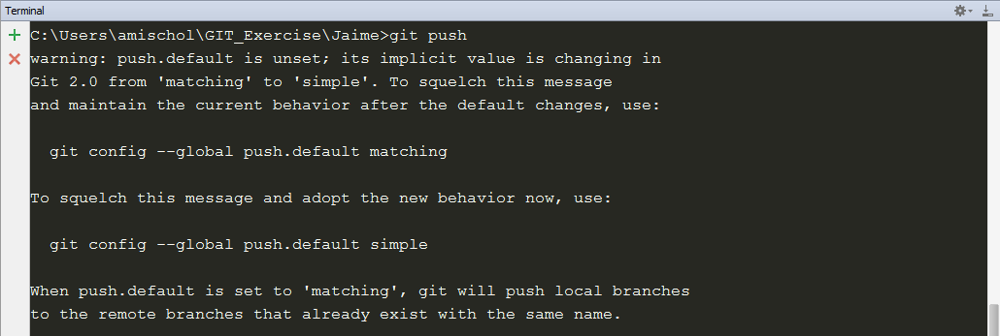 Terminal
C:\Users\amischol\GIT_Exercise\Jaime>git push
warning: push.default is unset; its implicit value is changing in
Git 2.0 from 'matching' to 'simple'. To squelch this message
and maintain the current behavior after the default changes, use:
git config --global push.default matching
To squelch this message and adopt the new behavior now, use:
git config --global push.default simple
When push.default is set to 'matching', git will push local branches
to the remote branches that already exist with the same name.